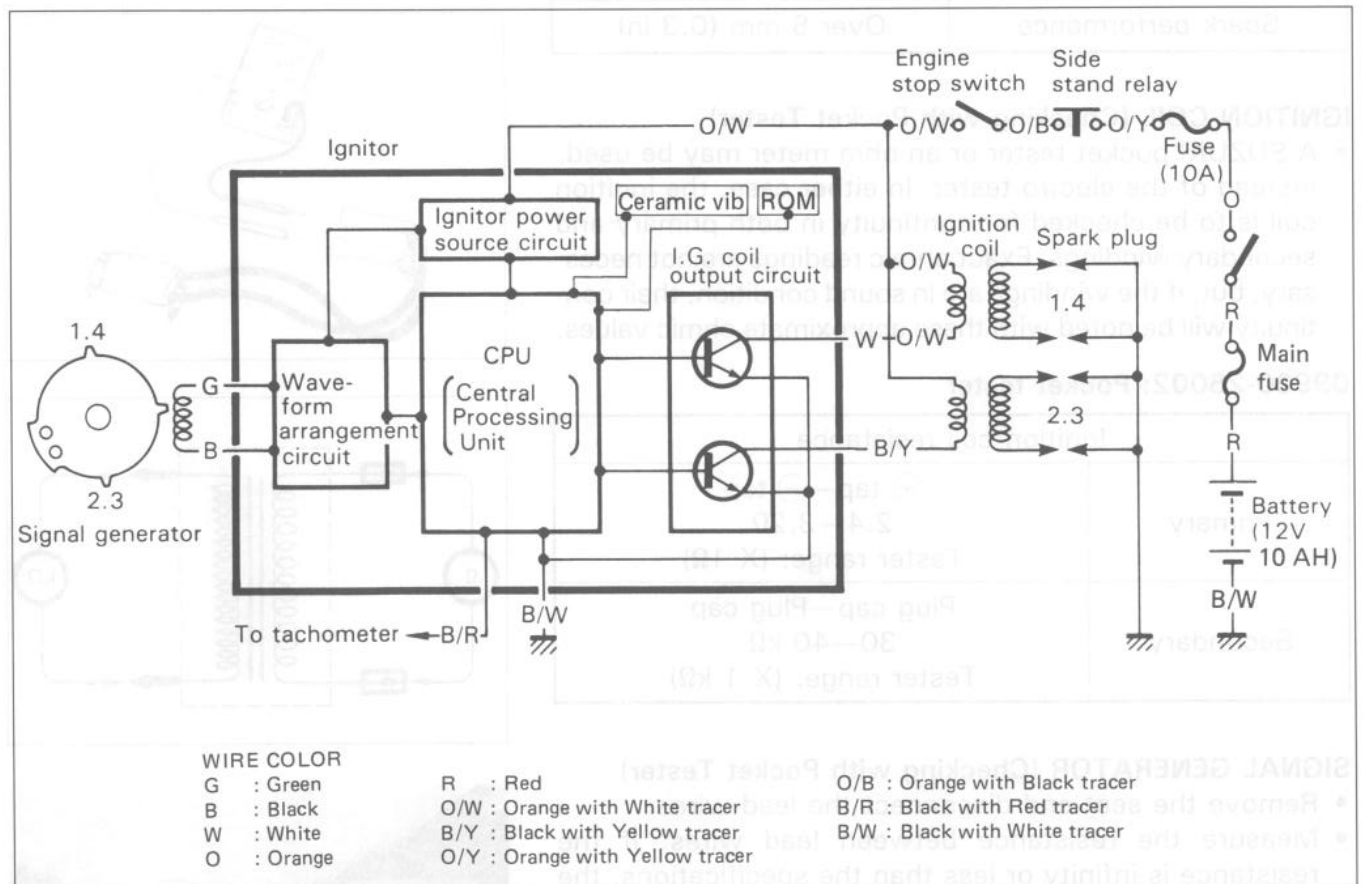 Engine
stop switch
Side
stand relay
O/W
O/W
O/B
O/Y
Fuse
(10A)
Ignitor
O
Ignitor power
source circuit
Ceramic vib
ROM
Ignition
coil
Spark plug
I.G. coil
output circuit
O/W
R
1.4
1.4
W
O/W
CPU
(Central
Processing
Unit)
G
Wave-
form
arrangement
circuit
B
Main
fuse
2.3
B/Y
R
2.3
Signal generator
Battery
(12V
10 AH)
B/W
B/W
To tachometer
B/R
WIRE COLOR
G : Green
B : Black
W : White
O : Orange
R : Red
O/W : Orange with White tracer
B/Y : Black with Yellow tracer
O/Y : Orange with Yellow tracer
O/B : Orange with Black tracer
B/R : Black with Red tracer
B/W : Black with White tracer